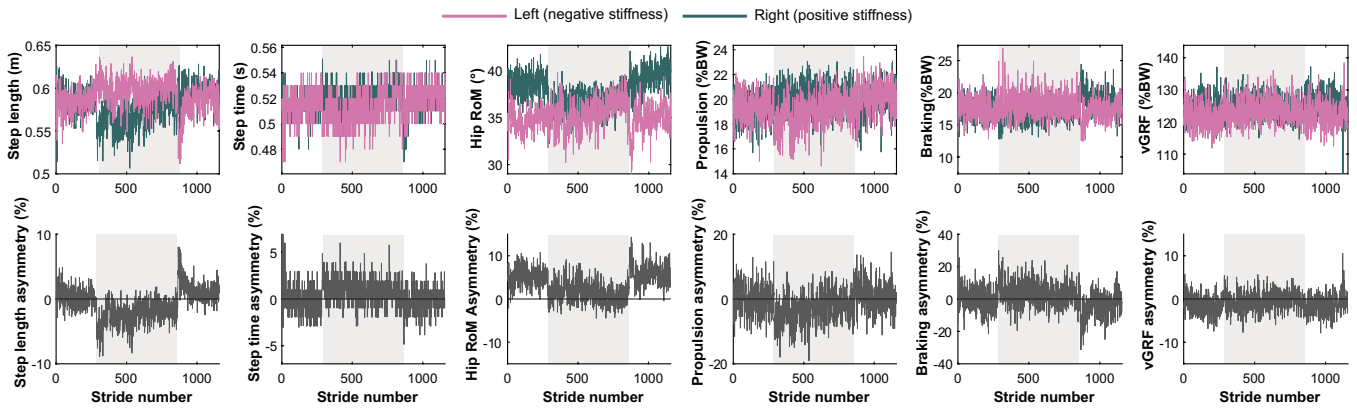 Left (negative stiffness) Right (positive stiffness)
Step length (m)
0.65
0.6
0.55
0.5
0 500 1000
Step time (s)
0.56
0.54
0.52
0.5
0.48
0 500 1000
Hip RoM (°)
40
35
30
0 500 1000
Propulsion (%BW)
24
22
20
18
16
14
0 500 1000
Braking(%BW)
25
20
15
10
0 500 1000
vGRF (%BW)
140
130
120
110
0 500 1000
Step length asymmetry (%)
10
0
-10
0 500 1000
Stride number
Step time asymmetry (%)
5
0
-5
0 500 1000
Stride number
Hip RoM Asymmetry (%)
10
0
-10
0 500 1000
Stride number
Propulsion asymmetry (%)
20
0
-20
0 500 1000
Stride number
Braking asymmetry (%)
40
20
0
-20
-40
0 500 1000
Stride number
vGRF asymmetry (%)
10
0
-10
0 500 1000
Stride number